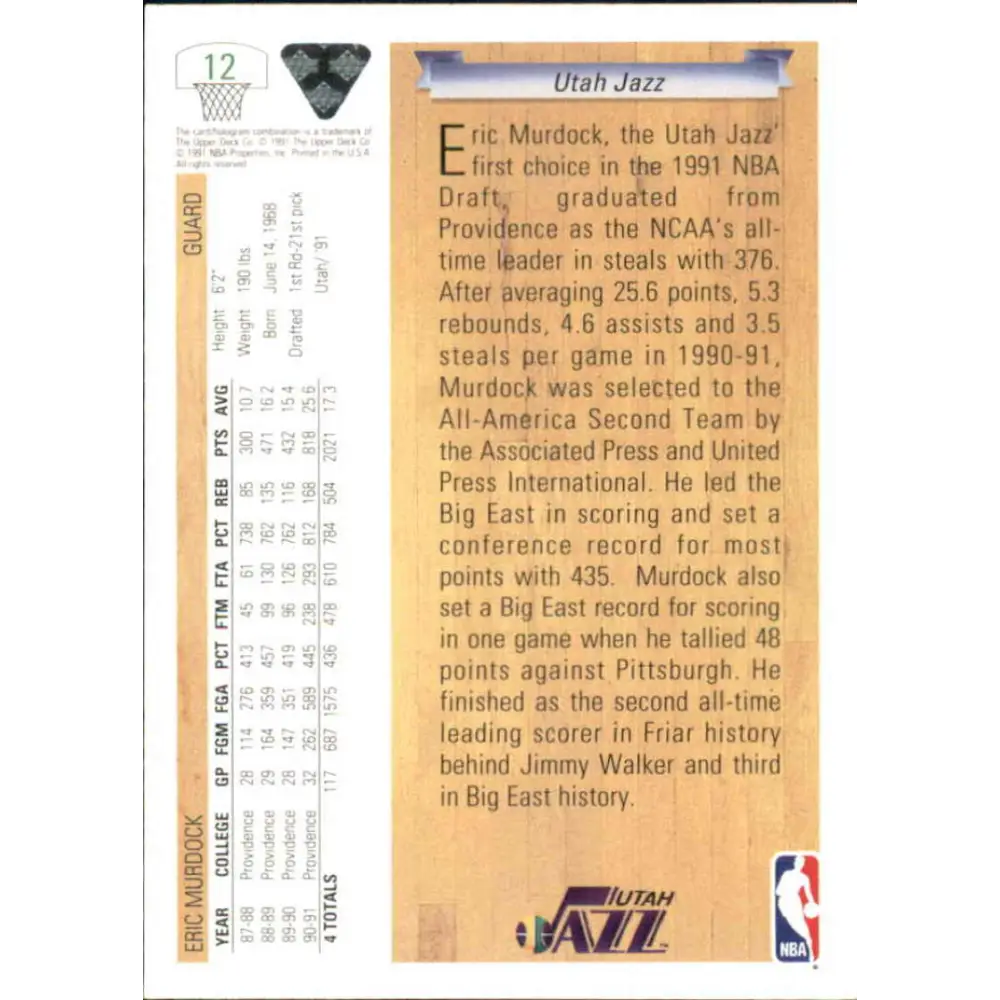 12
The card/hologram combination is a trademark of
The Upper Deck Co. © 1991 The Upper Deck Co.
© 1991 NBA Properties, Inc. Printed in the U.S.A.
All rights reserved.
ERIC MURDOCK GUARD
Height 6'2"
Weight 190 lbs
Born June 14, 1968
Drafted 1st Rd-21st pick
Utah/'91
YEAR COLLEGE GP FGM FGA PCT FTM FTA PCT REB PTS AVG
87-88 Providence 28 114 276 413 45 61 738 85 300 10.7
88-89 Providence 29 164 359 457 99 130 762 135 471 16.2
89-90 Providence 28 147 351 419 96 126 762 116 432 15.4
90-91 Providence 32 262 589 445 238 293 812 168 818 25.6
4 TOTALS 117 687 1575 436 478 610 784 504 2021 17.3
Utah Jazz
Eric Murdock, the Utah Jazz'
first choice in the 1991 NBA
Draft, graduated from
Providence as the NCAA's all-
time leader in steals with 376.
After averaging 25.6 points, 5.3
rebounds, 4.6 assists and 3.5
steals per game in 1990-91,
Murdock was selected to the
All-America Second Team by
the Associated Press and United
Press International. He led the
Big East in scoring and set a
conference record for most
points with 435. Murdock also
set a Big East record for scoring
in one game when he tallied 48
points against Pittsburgh. He
finished as the second all-time
leading scorer in Friar history
behind Jimmy Walker and third
in Big East history.
UTAH
JAZZ
NBA